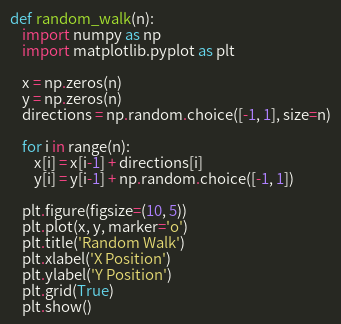 def random_walk(n):
    import numpy as np
    import matplotlib.pyplot as plt

    x = np.zeros(n)
    y = np.zeros(n)
    directions = np.random.choice([-1, 1], size=n)

    for i in range(n):
        x[i] = x[i-1] + directions[i]
        y[i] = y[i-1] + np.random.choice([-1, 1])

    plt.figure(figsize=(10, 5))
    plt.plot(x, y, marker='o')
    plt.title('Random Walk')
    plt.xlabel('X Position')
    plt.ylabel('Y Position')
    plt.grid(True)
    plt.show()